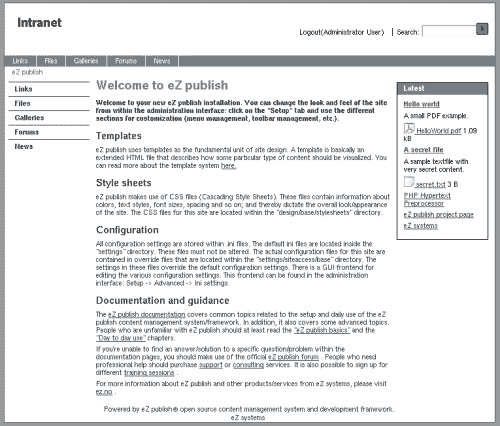 Intranet
Logout(Administrator User) | Search:
Links Files Galleries Forums News
eZ publish
Links
Files
Galleries
Forums
News
Welcome to eZ publish
Welcome to your new eZ publish installation. You can change the look and feel of the site
from within the administration interface: click on the "Setup" tab and use the different
sections for customization (menu management, toolbar management, etc.).
Templates
eZ publish uses templates as the fundamental unit of site design. A template is basically an
extended HTML file that describes how some particular type of content should be visualized. You
can read more about the template system here.
Style sheets
eZ publish makes use of CSS files (Cascading Style Sheets). These files contain information about
colors, text styles, font sizes, spacing and so on; and thereby dictate the overall look/appearance
of the site. The CSS files for this site are located within the "design/base/stylesheets" directory.
Configuration
All configuration settings are stored within .ini files. The default ini files are located inside the
"settings" directory. These files must not be altered. The actual configuration files for this site are
contained in override files that are located within the "settings/siteaccess/base" directory. The
settings in these files override the default configuration settings. There is a GUI frontend for
editing the various configuration settings. This frontend can be found in the administration
interface: Setup -> Advanced -> Ini settings.
Documentation and guidance
The eZ publish documentation covers common topics related to the setup and daily use of the eZ
publish content management system/framework. In addition, it also covers some advanced topics.
People who are unfamiliar with eZ publish should at least read the "eZ publish basics" and the
"Day to day use" chapters.
If you're unable to find an answer/solution to a specific question/problem within the
documentation pages, you should make use of the official eZ publish forum . People who need
professional help should purchase support or consulting services. It is also possible to sign up for
different training sessions .
For more information about eZ publish and other products/services from eZ systems, please visit
ez.no .
Latest
Hello world
A small PDF example.
HelloWorld.pdf 1.09
kB
A secret file
A sample textfile with
very secret content.
secret.txt 3 B
PHP Hypertext
Preprocessor
eZ publish project page
eZ systems
Powered by eZ publish® open source content management system and development framework.
eZ systems